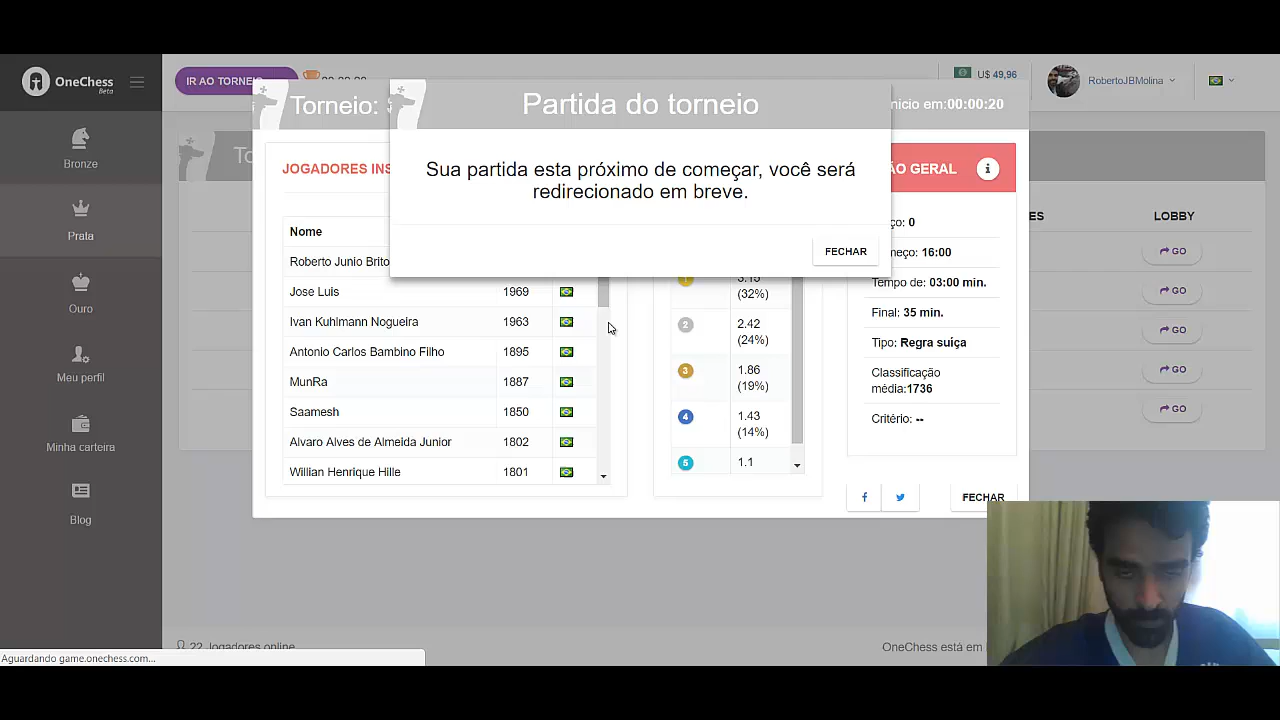 OneChess
Beta
Bronze
Prata
Ouro
Meu perfil
Minha carteira
Blog
IR AO TORNEIO
U$ 49,96
RobertoJBMolina
Torneio:
Início em:00:00:20
Partida do torneio
Sua partida esta próximo de começar, você será
redirecionado em breve.
FECHAR
JOGADORES INS
Nome
Roberto Junio Brito
Jose Luis 1969
Ivan Kuhlmann Nogueira 1963
Antonio Carlos Bambino Filho 1895
MunRa 1887
Saamesh 1850
Alvaro Alves de Almeida Junior 1802
Willian Henrique Hille 1801
3.15
(32%)
2 2.42
(24%)
3 1.86
(19%)
4 1.43
(14%)
5 1.1
ÃO GERAL
ço: 0
neço: 16:00
Tempo de: 03:00 min.
Final: 35 min.
Tipo: Regra suiça
Classificação
média:1736
Critério: --
FECHAR
ES
LOBBY
GO
GO
GO
GO
GO
22 Jogadores online
OneChess está em
Aguardando game.onechess.com...